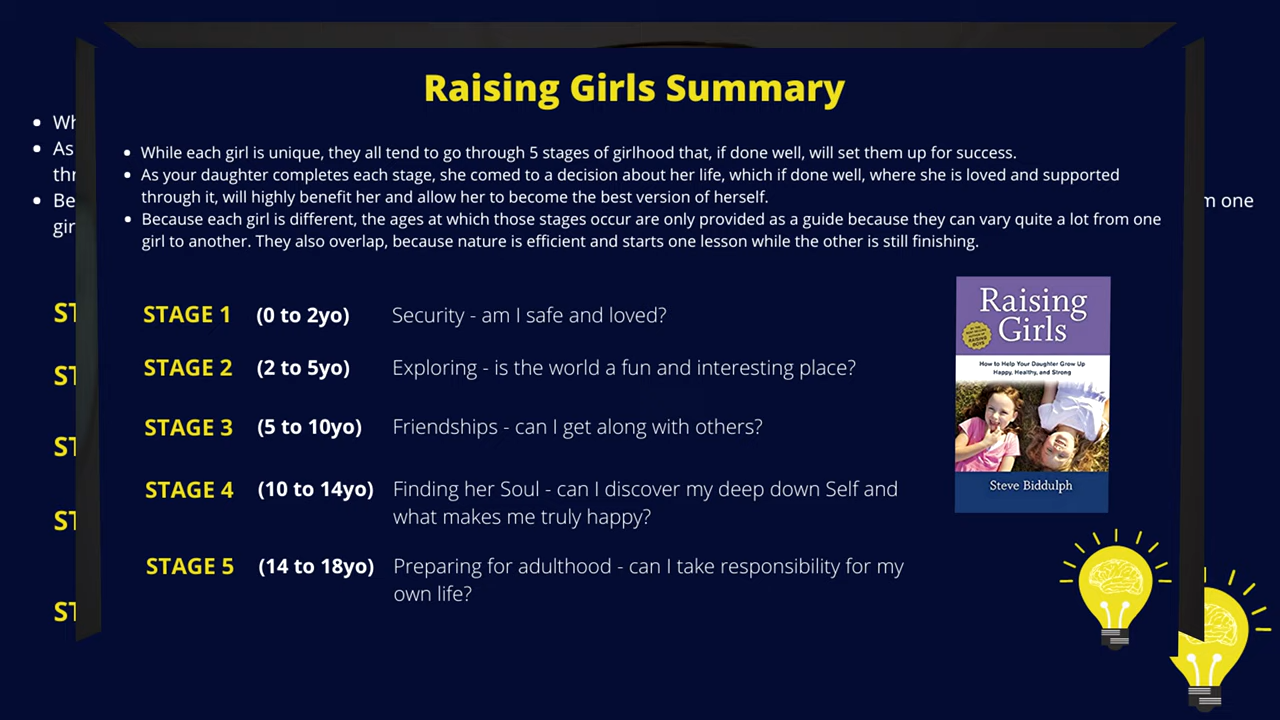 Raising Girls Summary
While each girl is unique, they all tend to go through 5 stages of girlhood that, if done well, will set them up for success.
As your daughter completes each stage, she comed to a decision about her life, which if done well, where she is loved and supported
through it, will highly benefit her and allow her to become the best version of herself.
Because each girl is different, the ages at which those stages occur are only provided as a guide because they can vary quite a lot from one
girl to another. They also overlap, because nature is efficient and starts one lesson while the other is still finishing.
STAGE 1 (0 to 2yo) Security - am I safe and loved?
STAGE 2 (2 to 5yo) Exploring - is the world a fun and interesting place?
STAGE 3 (5 to 10yo) Friendships - can I get along with others?
STAGE 4 (10 to 14yo) Finding her Soul - can I discover my deep down Self and
what makes me truly happy?
STAGE 5 (14 to 18yo) Preparing for adulthood - can I take responsibility for my
own life?
Raising
Girls
How to Help Your Daughter Grow Up
Happy, Healthy, and Strong
Steve Biddulph
As
one